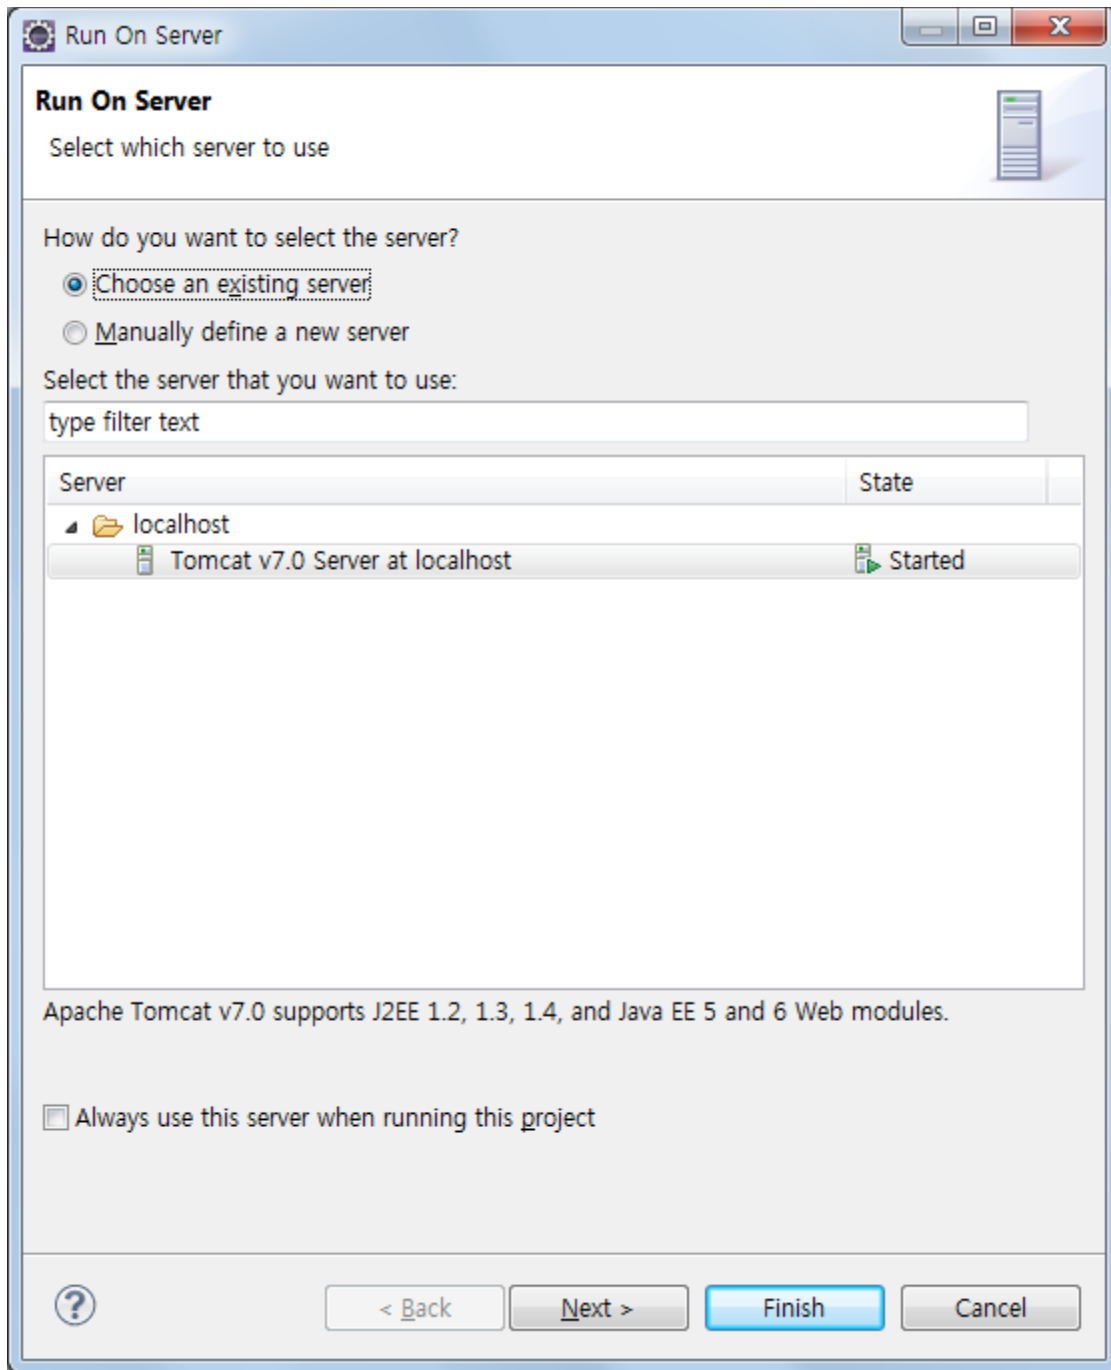 Run On Server
Run On Server
Select which server to use
How do you want to select the server?
Choose an existing server
Manually define a new server
Select the server that you want to use:
type filter text
Server State
localhost
Tomcat v7.0 Server at localhost Started
Apache Tomcat v7.0 supports J2EE 1.2, 1.3, 1.4, and Java EE 5 and 6 Web modules.
Always use this server when running this project
? < Back Next > Finish Cancel